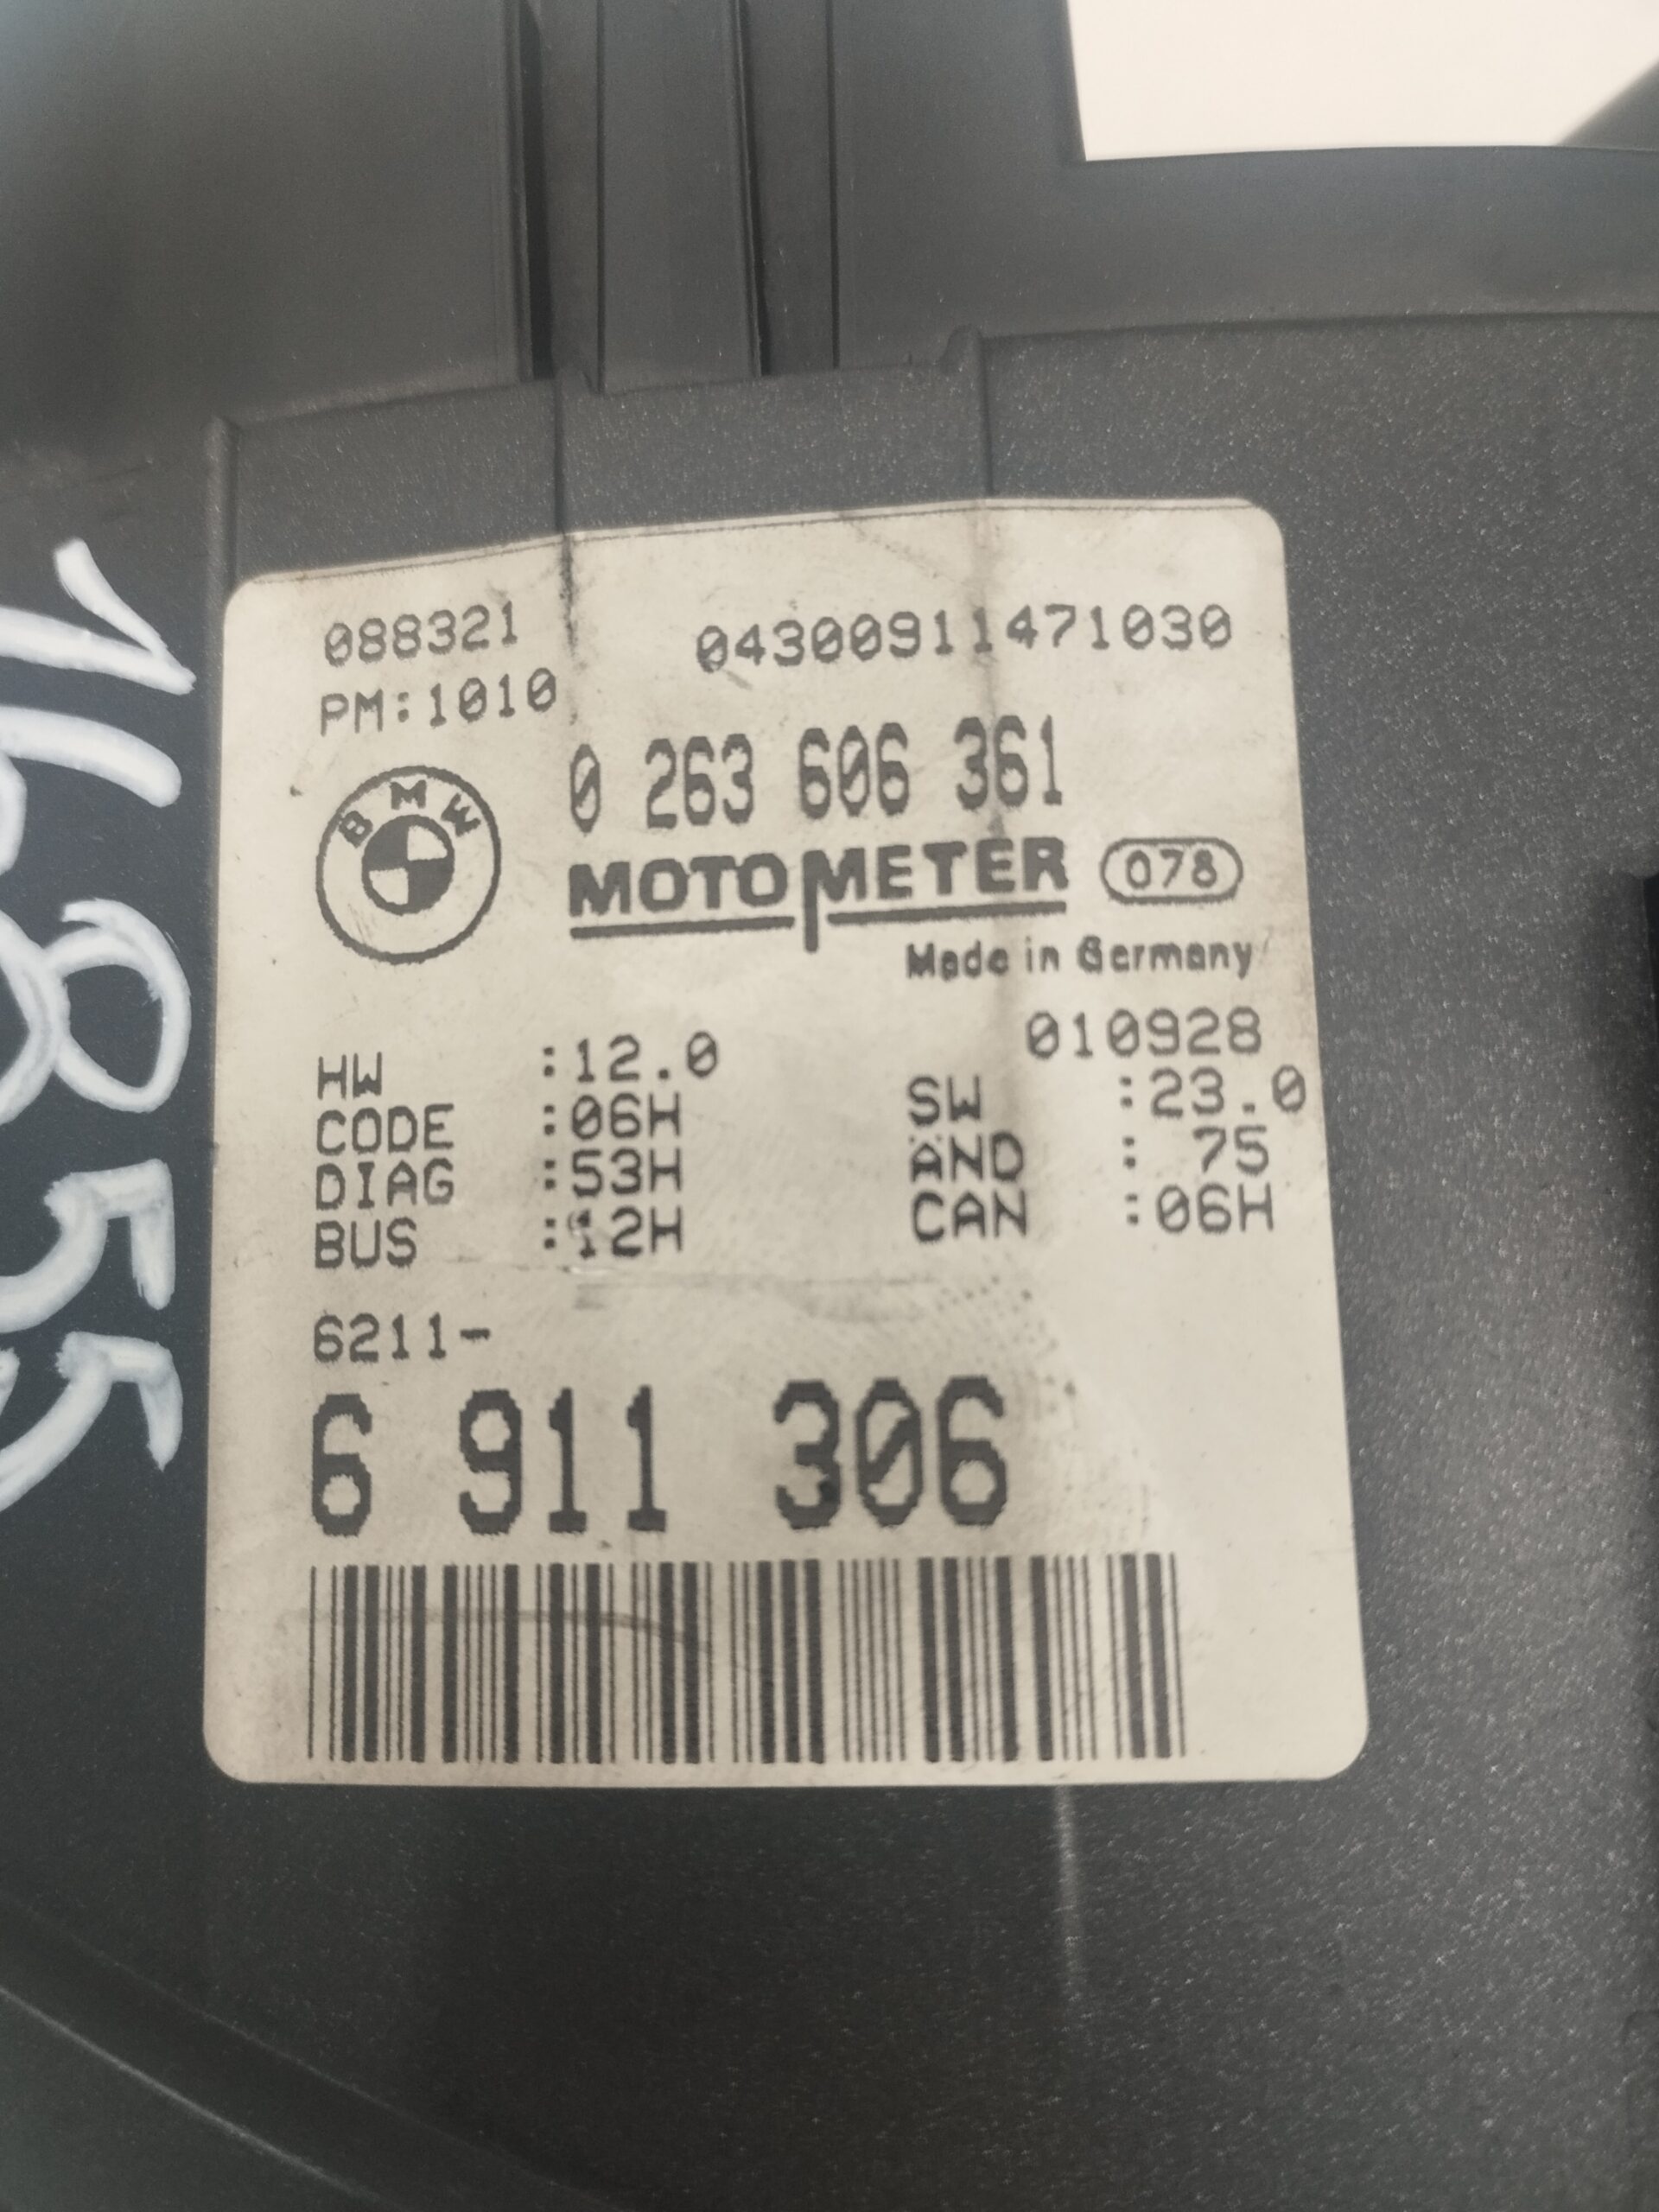 088321 04300911471030
PM:1010
0 263 606 361
BMW
MOTOMETER 078
Made in Germany
010928
HW :12.0 SW :23.0
CODE :06H AND : 75
DIAG :53H CAN :06H
BUS :12H
6211-
6 911 306